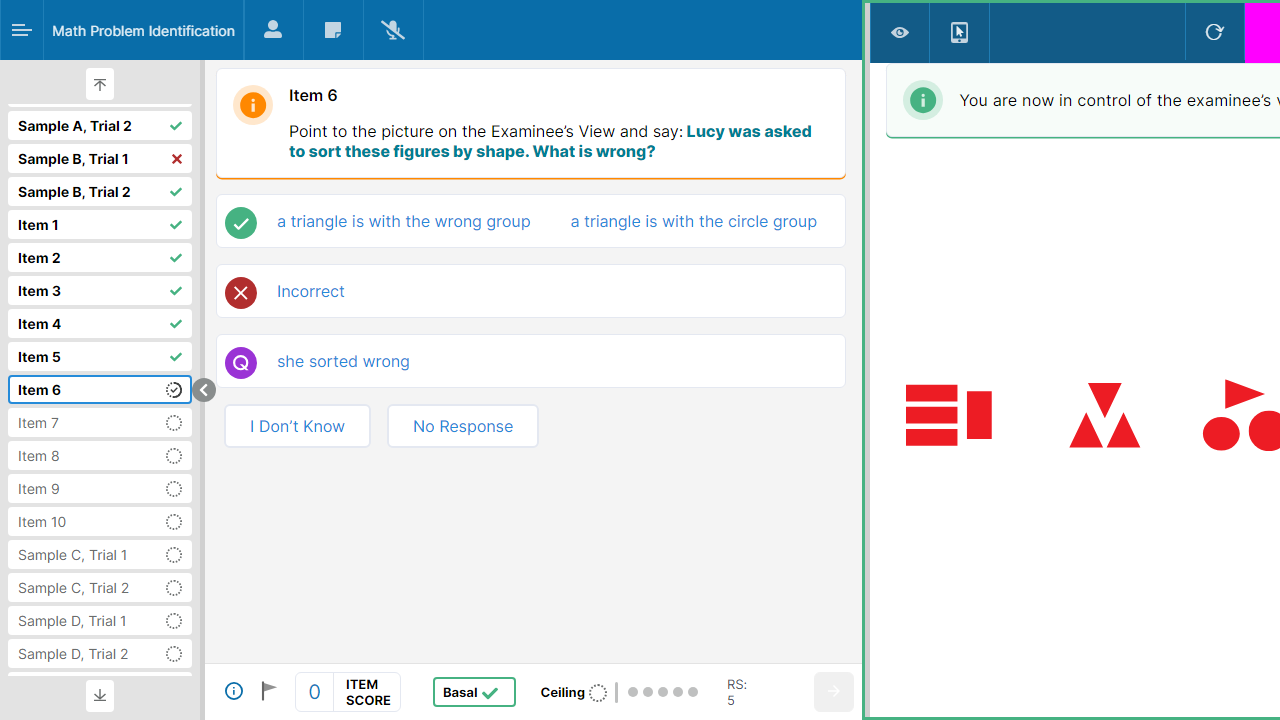 Math Problem Identification
Sample A, Trial 2
Sample B, Trial 1
Sample B, Trial 2
Item 1
Item 2
Item 3
Item 4
Item 5
Item 6
Item 7
Item 8
Item 9
Item 10
Sample C, Trial 1
Sample C, Trial 2
Sample D, Trial 1
Sample D, Trial 2
Item 6
Point to the picture on the Examinee’s View and say: Lucy was asked
to sort these figures by shape. What is wrong?
a triangle is with the wrong group a triangle is with the circle group
Incorrect
Q she sorted wrong
I Don’t Know No Response
0 ITEM
SCORE
Basal
Ceiling
RS:
5
You are now in control of the examinee’s